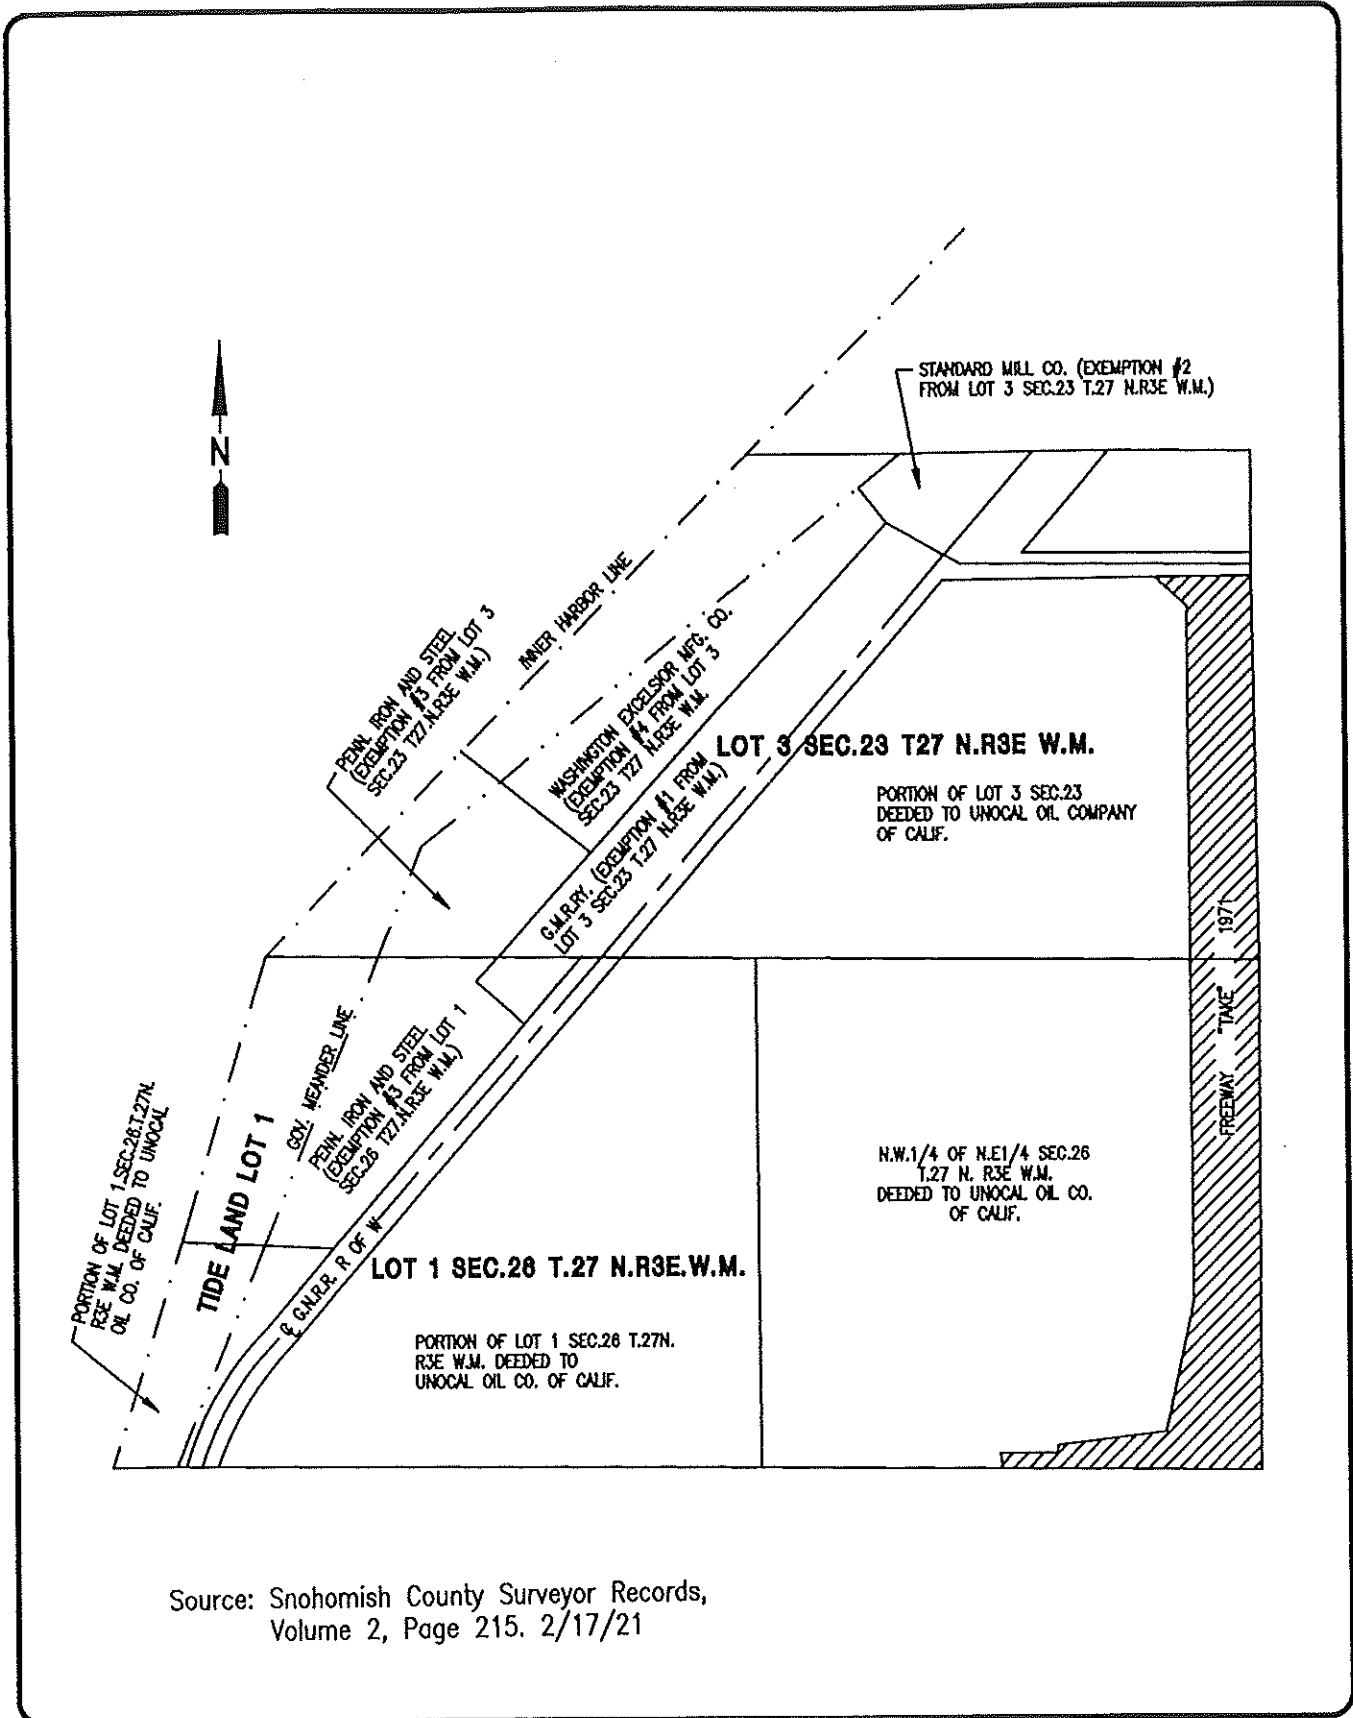 STANDARD MILL CO. (EXEMPTION #2
FROM LOT 3 SEC.23 T.27 N.R3E W.M.)
N
INNER HARBOR LINE
PENN. IRON AND STEEL
(EXEMPTION #3 FROM LOT 3
SEC.23 T27.N.R3E W.M.)
WASHINGTON EXCELSIOR MFG. CO.
(EXEMPTION #4 FROM LOT 3
SEC.23 T27 N.R3E W.M.
LOT 3 SEC.23 T27 N.R3E W.M.
G.M.R.RY. (EXEMPTION #1 FROM
LOT 3 SEC.23 T.27 N.R3E W.M.)
PORTION OF LOT 3 SEC.23
DEEDED TO UNOCAL OIL COMPANY
OF CALIF.
FREEWAY "TAKE" 1971
GOV. MEANDER LINE
PENN. IRON AND STEEL
(EXEMPTION #3 FROM LOT 1
SEC.26 T27.N.R3E W.M.)
PORTION OF LOT 1 SEC.26.T.27N.
R3E W.M. DEEDED TO UNOCAL
OIL CO. OF CALIF.
TIDE LAND LOT 1
N.W.1/4 OF N.E1/4 SEC.26
T.27 N. R3E W.M.
DEEDED TO UNOCAL OIL CO.
OF CALIF.
℄ G.N.R.R. R OF W
LOT 1 SEC.26 T.27 N.R3E.W.M.
PORTION OF LOT 1 SEC.26 T.27N.
R3E W.M. DEEDED TO
UNOCAL OIL CO. OF CALIF.
Source: Snohomish County Surveyor Records,
Volume 2, Page 215. 2/17/21